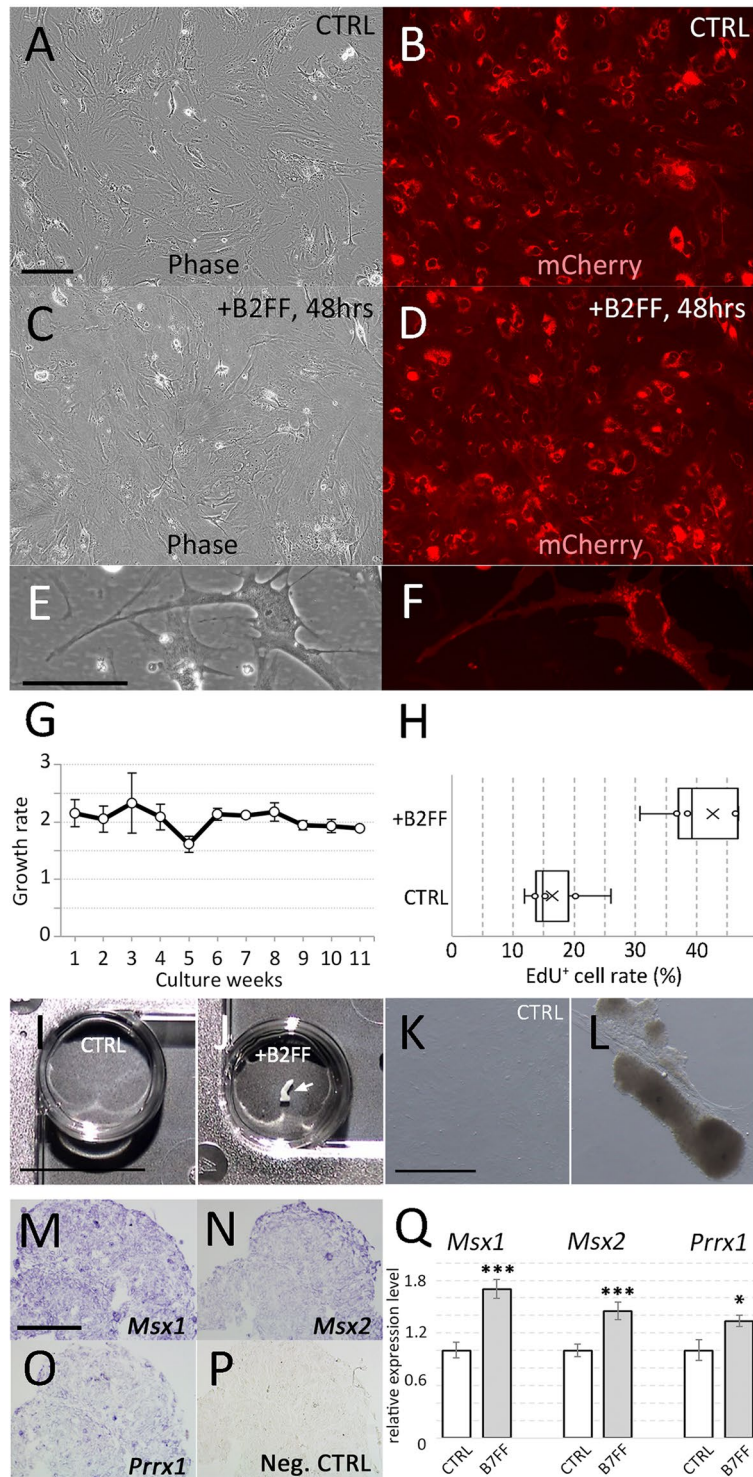 A CTRL
B CTRL
Phase
mCherry
C +B2FF, 48hrs
D +B2FF, 48hrs
Phase
mCherry
E
F
G
H
3
2
1
0
Growth rate
1 2 3 4 5 6 7 8 9 10 11
Culture weeks
+B2FF
CTRL
0 10 20 30 40
EdU⁺ cell rate (%)
I
CTRL
J
+B2FF
K CTRL
L
M
Msx1
N
Msx2
O
Prrx1
P
Neg. CTRL
Q
Msx1 Msx2 Prrx1
*** *** *
1.8
1.2
0.6
0
relative expression level
CTRL B7FF CTRL B7FF CTRL B7FF